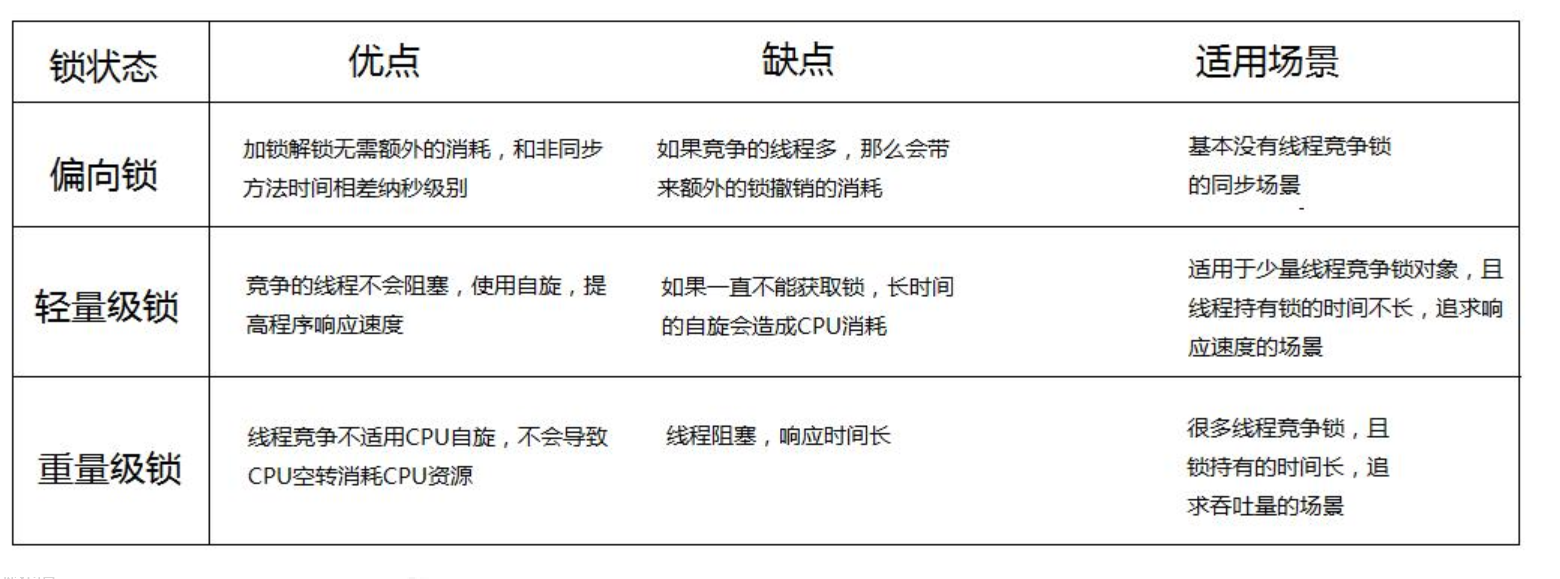 锁状态 优点 缺点 适用场景
偏向锁
加锁解锁无需额外的消耗，和非同步
方法时间相差纳秒级别
如果竞争的线程多，那么会带
来额外的锁撤销的消耗
基本没有线程竞争锁
的同步场景
轻量级锁
竞争的线程不会阻塞，使用自旋，提
高程序响应速度
如果一直不能获取锁，长时间
的自旋会造成CPU消耗
适用于少量线程竞争锁对象，且
线程持有锁的时间不长，追求响
应速度的场景
重量级锁
线程竞争不适用CPU自旋，不会导致
CPU空转消耗CPU资源
线程阻塞，响应时间长
很多线程竞争锁，且
锁持有的时间长，追
求吞吐量的场景